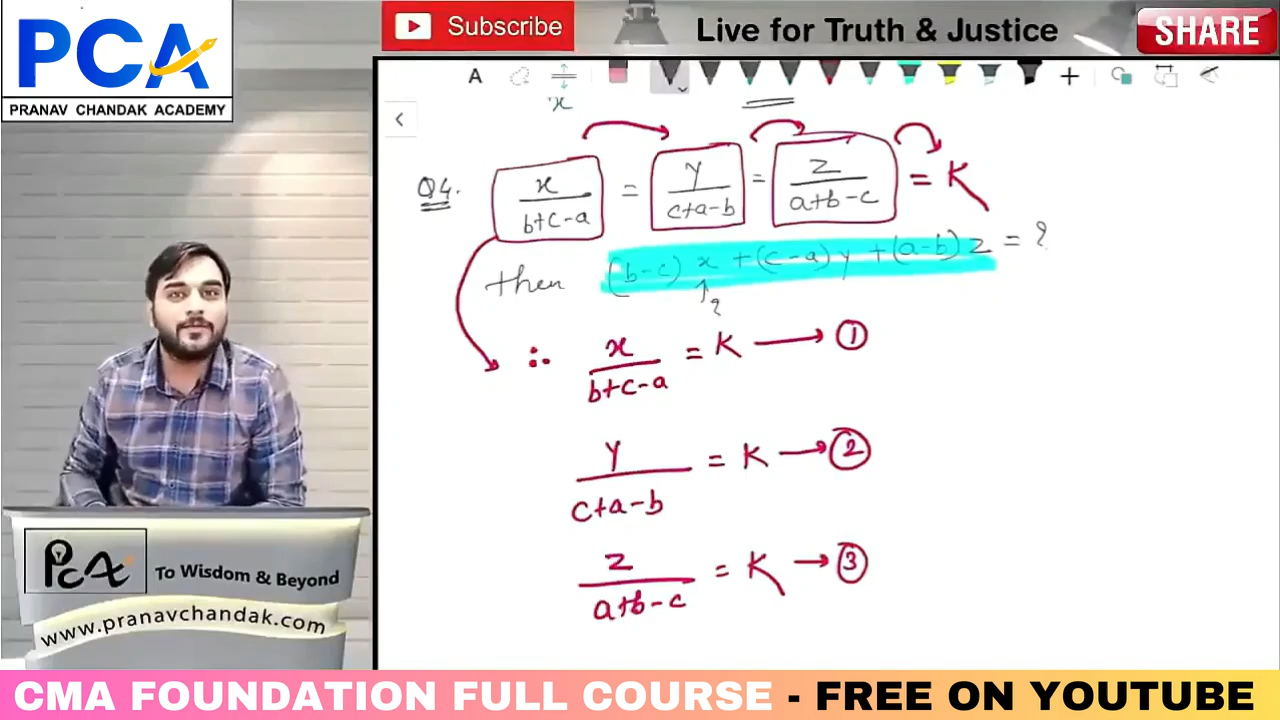 PCA
PRANAV CHANDAK ACADEMY
Subscribe
Live for Truth & Justice
SHARE
A
x
Q4. x/(b+c-a) = y/(c+a-b) = z/(a+b-c) = K
then (b-c) x + (c-a) y + (a-b) z = ?
?
∴ x/(b+c-a) = K → ①
y/(c+a-b) = K → ②
z/(a+b-c) = K → ③
PCA To Wisdom & Beyond
www.pranavchandak.com
CMA FOUNDATION FULL COURSE - FREE ON YOUTUBE